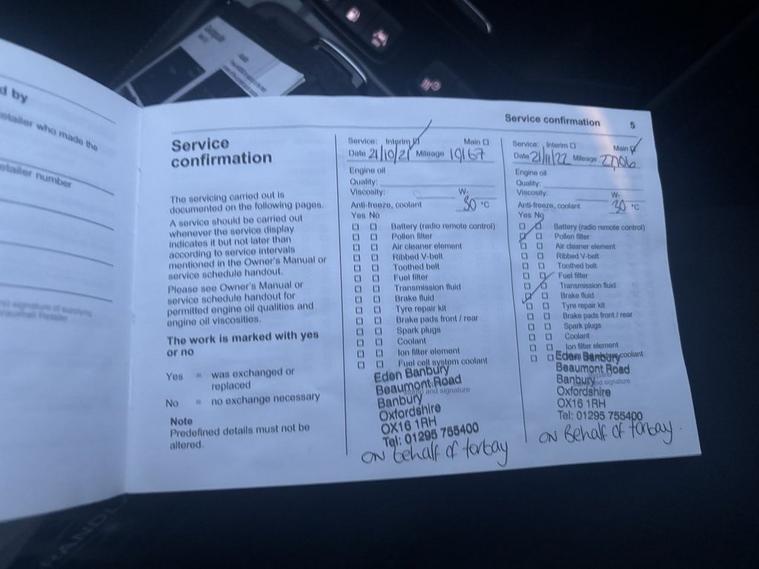 d by
etailer who made the
etailer number
Service confirmation 5
Service
confirmation
The servicing carried out is
documented on the following pages.
A service should be carried out
whenever the service display
indicates it but not later than
according to service intervals
mentioned in the Owner's Manual or
service schedule handout.
Please see Owner's Manual or
service schedule handout for
permitted engine oil qualities and
engine oil viscosities.
The work is marked with yes
or no
Yes = was exchanged or
replaced
No = no exchange necessary
Note
Predefined details must not be
altered.
Service: Interim Main
Date 21/10/21 Mileage 19167
Engine oil
Quality:
Viscosity: W-
Anti-freeze, coolant 30 °C
Yes No
Battery (radio remote control)
Pollen filter
Air cleaner element
Ribbed V-belt
Toothed belt
Fuel filter
Transmission fluid
Brake fluid
Tyre repair kit
Brake pads front / rear
Spark plugs
Coolant
Ion filter element
Fuel cell system coolant
Eden Banbury
Beaumont Road
and signature
Banbury
Oxfordshire
OX16 1RH
Tel: 01295 755400
ON behalf of torbay
Service: Interim Main
Date 21/11/22 Mileage
Engine oil
Quality:
Viscosity: W-
Anti-freeze, coolant 30 °C
Yes No
Battery (radio remote control)
Pollen filter
Air cleaner element
Ribbed V-belt
Toothed belt
Fuel filter
Transmission fluid
Brake fluid
Tyre repair kit
Brake pads front / rear
Spark plugs
Coolant
Ion filter element
Eden Banbury coolant
Beaumont Road
Banbury signature
Oxfordshire
OX16 1RH
Tel: 01295 755400
ON Behalf of torbay.